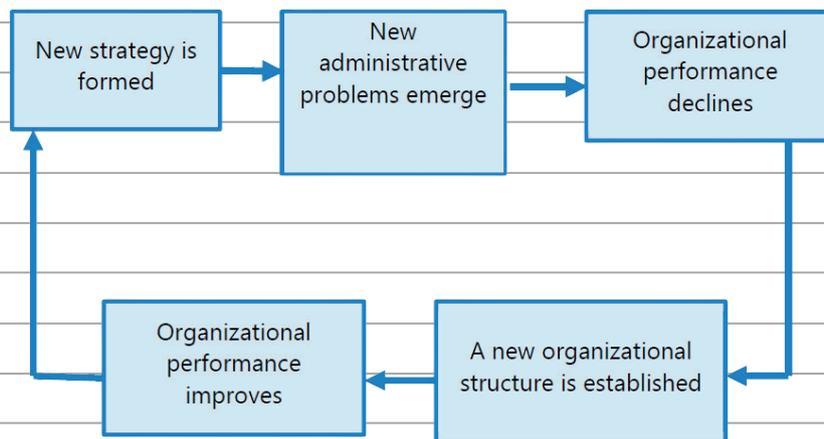 New strategy is
formed
New
administrative
problems emerge
Organizational
performance
declines
Organizational
performance
improves
A new organizational
structure is established